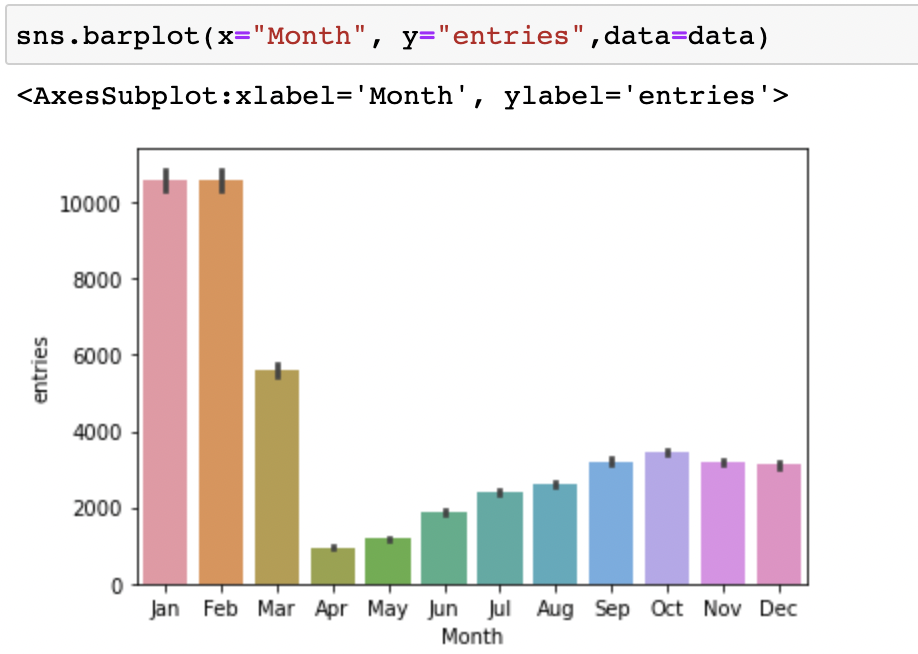 sns.barplot(x="Month", y="entries",data=data)
<AxesSubplot:xlabel='Month', ylabel='entries'>
10000
8000
6000
4000
2000
0
entries
Jan Feb Mar Apr May Jun Jul Aug Sep Oct Nov Dec
Month